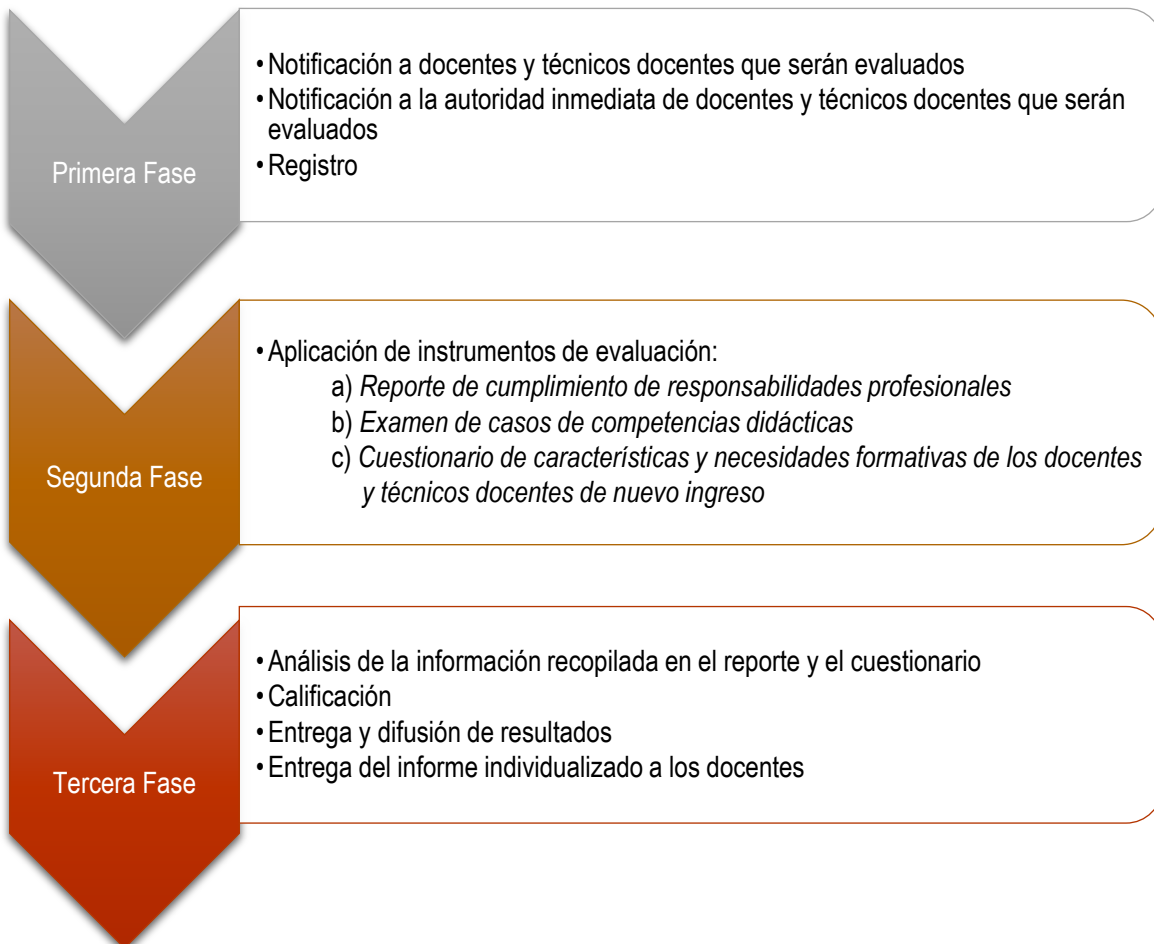 Primera Fase
•Notificación a docentes y técnicos docentes que serán evaluados
•Notificación a la autoridad inmediata de docentes y técnicos docentes que serán
evaluados
•Registro
Segunda Fase
•Aplicación de instrumentos de evaluación:
a) Reporte de cumplimiento de responsabilidades profesionales
b) Examen de casos de competencias didácticas
c) Cuestionario de características y necesidades formativas de los docentes
y técnicos docentes de nuevo ingreso
Tercera Fase
•Análisis de la información recopilada en el reporte y el cuestionario
•Calificación
•Entrega y difusión de resultados
•Entrega del informe individualizado a los docentes